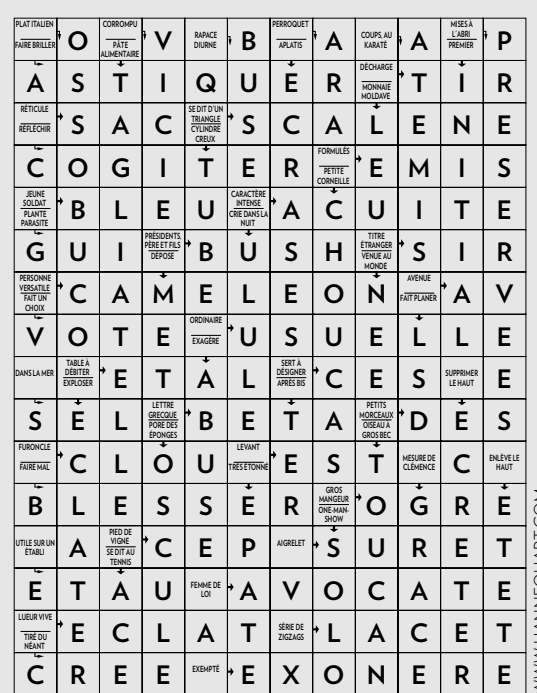 PLAT ITALIEN FAIRE BRILLER O CORROMPU PÂTE ALIMENTAIRE V RAPACE DIURNE B PERROQUET APLATIS A COUPS, AU KARATÉ A MISES À L'ABRI PREMIER P
A S T I Q U E R DÉCHARGE MONNAIE MOLDAVE T I R
RÉTICULE RÉFLÉCHIR S A C SE DIT D'UN TRIANGLE CYLINDRE CREUX S C A L E N E
C O G I T E R FORMULÉS PETITE CORNEILLE E M I S
JEUNE SOLDAT PLANTE PARASITE B L E U CARACTÈRE INTENSE CRIE DANS LA NUIT A C U I T E
G U I PRÉSIDENTS, PÈRE ET FILS DÉPOSE B U S H TITRE ÉTRANGER VENUE AU MONDE S I R
PERSONNE VERSATILE FAIT UN CHOIX C A M E L E O N AVENUE FAIT PLANER A V
V O T E ORDINAIRE EXAGÈRE U S U E L L E
DANS LA MER TABLE À DÉBITER EXPLOSER E T A L SERT À DÉSIGNER APRÈS BIS C E S SUPPRIMER LE HAUT E
S E L LETTRE GRECQUE PORE DES ÉPONGES B E T A PETITS MORCEAUX OISEAU À GROS BEC D E S
FURONCLE FAIRE MAL C L O U LEVANT TRÈS ÉTONNÉ E S T MESURE DE CLÉMENCE C ENLÈVE LE HAUT
B L E S S E R GROS MANGEUR ONE-MAN-SHOW O G R E
UTILE SUR UN ÉTABLI A PIED DE VIGNE SE DIT AU TENNIS C E P AIGRELET S U R E T
E T A U FEMME DE LOI A V O C A T E
LUEUR VIVE TIRÉ DU NÉANT E C L A T SÉRIE DE ZIGZAGS L A C E T
C R E E EXEMPTÉ E X O N E R E
WWW.HANNEQUART.COM